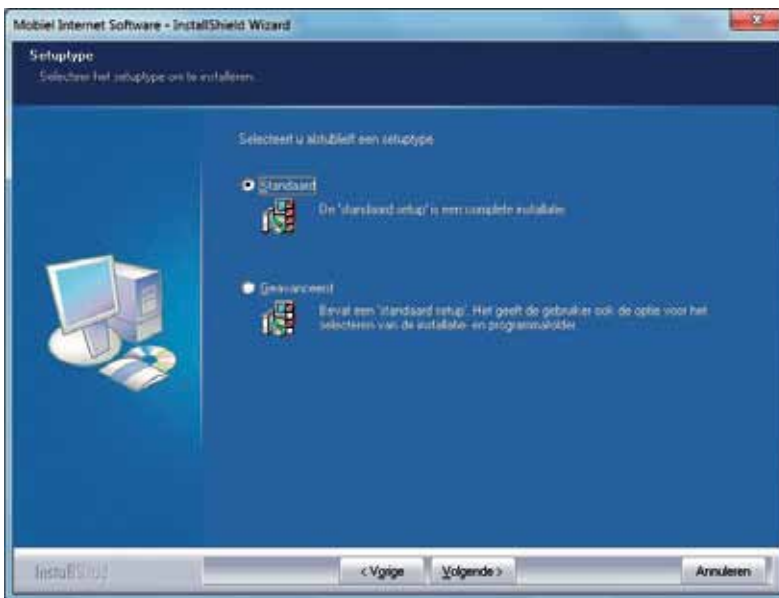 Mobiel Internet Software - InstallShield Wizard
Setuptype
Selecteer het setuptype om te installeren.
Selecteert u alstublieft een setuptype
Standaard
De 'standaard setup' is een complete installatie
Geavanceerd
Bevat een 'standaard setup'. Het geeft de gebruiker ook de optie voor het
selecteren van de installatie- en programmafolder.
InstallShield
< Vorige
Volgende >
Annuleren